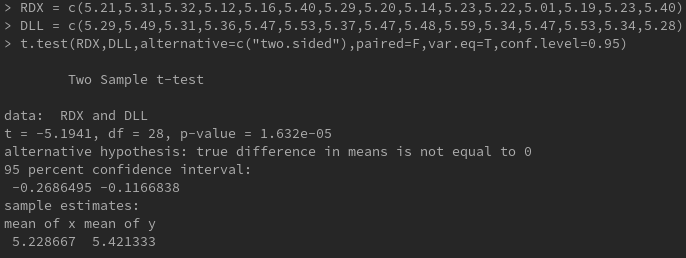 > RDX = c(5.21,5.31,5.32,5.12,5.16,5.40,5.29,5.20,5.14,5.23,5.22,5.01,5.19,5.23,5.40)
> DLL = c(5.29,5.49,5.31,5.36,5.47,5.53,5.37,5.47,5.48,5.59,5.34,5.47,5.53,5.34,5.28)
> t.test(RDX,DLL,alternative=c("two.sided"),paired=F,var.eq=T,conf.level=0.95)
Two Sample t-test
data:  RDX and DLL
t = -5.1941, df = 28, p-value = 1.632e-05
alternative hypothesis: true difference in means is not equal to 0
95 percent confidence interval:
-0.2686495 -0.1166838
sample estimates:
mean of x mean of y
5.228667  5.421333